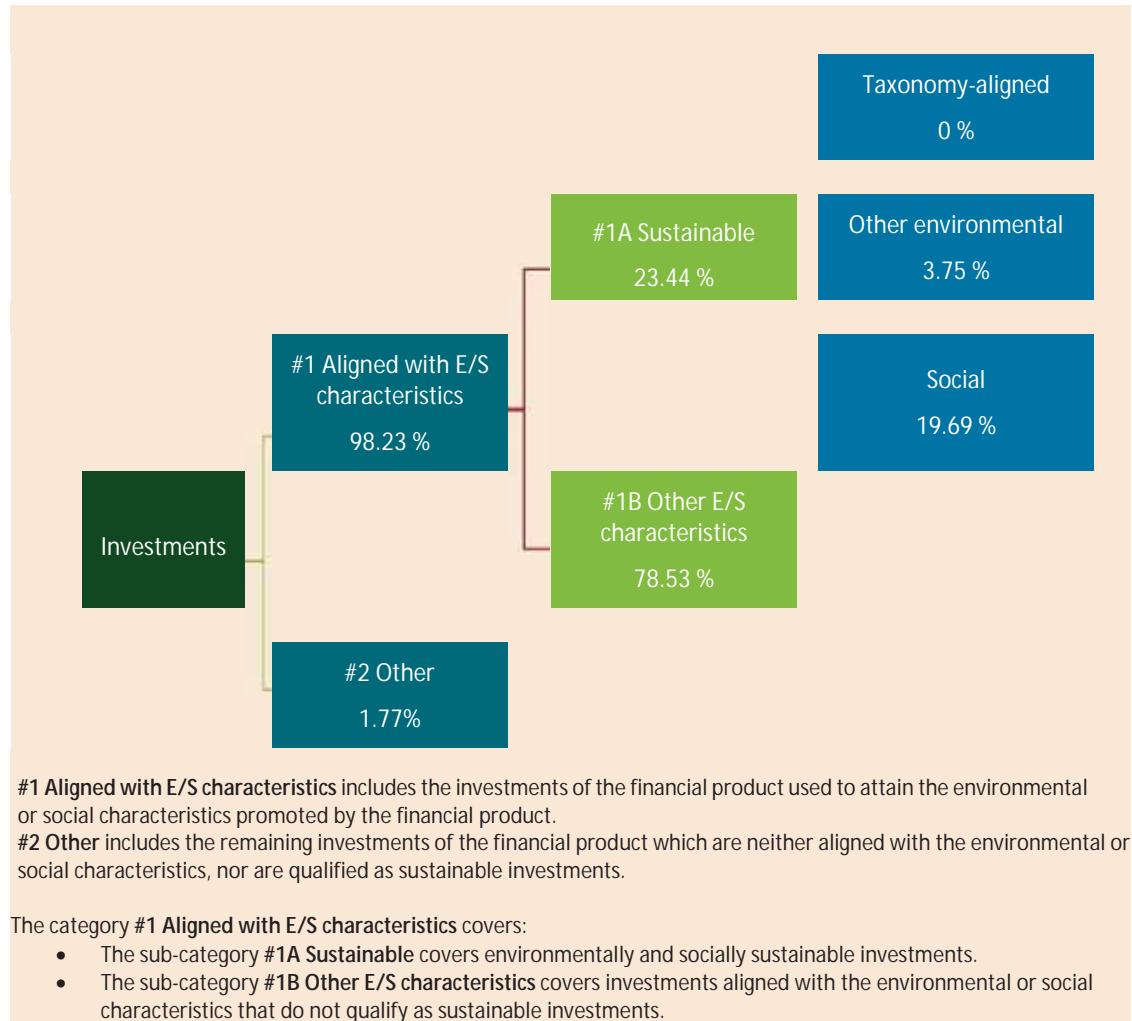 Taxonomy-aligned
0 %
#1A Sustainable
23.44 %
Other environmental
3.75 %
#1 Aligned with E/S
characteristics
98.23 %
Social
19.69 %
Investments
#1B Other E/S
characteristics
78.53 %
#2 Other
1.77%
#1 Aligned with E/S characteristics includes the investments of the financial product used to attain the environmental
or social characteristics promoted by the financial product.
#2 Other includes the remaining investments of the financial product which are neither aligned with the environmental or
social characteristics, nor are qualified as sustainable investments.
The category #1 Aligned with E/S characteristics covers:
• The sub-category #1A Sustainable covers environmentally and socially sustainable investments.
• The sub-category #1B Other E/S characteristics covers investments aligned with the environmental or social
characteristics that do not qualify as sustainable investments.